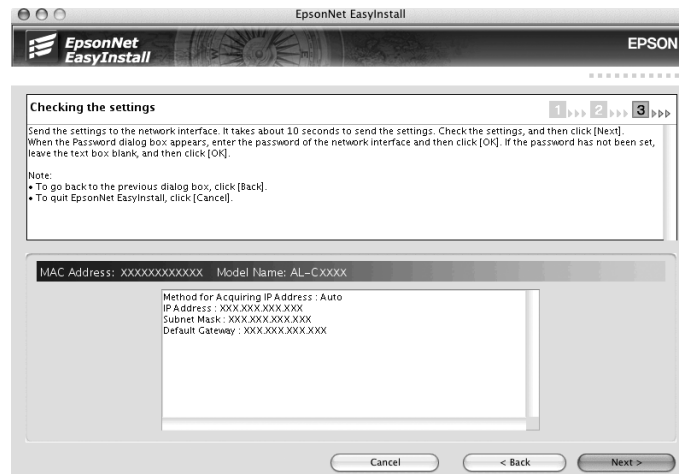 EpsonNet EasyInstall
EpsonNet
EasyInstall
EPSON
Checking the settings
1 2 3
Send the settings to the network interface. It takes about 10 seconds to send the settings. Check the settings, and then click [Next].
When the Password dialog box appears, enter the password of the network interface and then click [OK]. If the password has not been set,
leave the text box blank, and then click [OK].
Note:
• To go back to the previous dialog box, click [Back].
• To quit EpsonNet EasyInstall, click [Cancel].
MAC Address: XXXXXXXXXXXX Model Name: AL-CXXXX
Method for Acquiring IP Address : Auto
IP Address : XXX.XXX.XXX.XXX
Subnet Mask : XXX.XXX.XXX.XXX
Default Gateway : XXX.XXX.XXX.XXX
Cancel < Back Next >